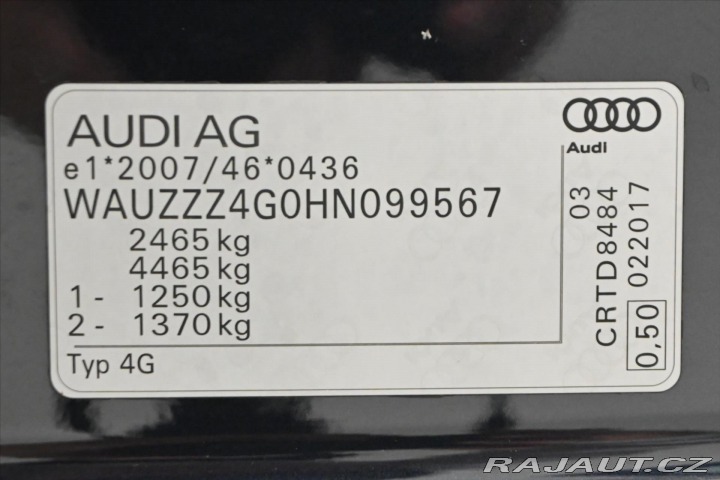 AUDI AG
e1*2007/46*0436
WAUZZZ4G0HN099567
2465 kg
4465 kg
1 - 1250 kg
2 - 1370 kg
Typ 4G
Audi
03
CRTD8484
0,50 022017
RAJAUT.CZ